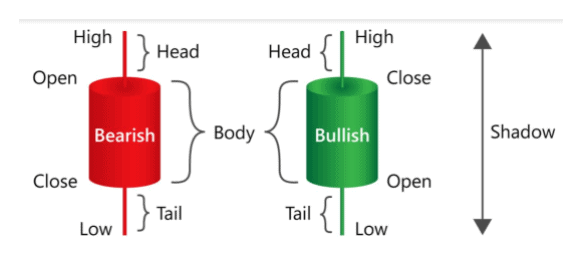 High
Head
Head
High
Open
Close
Bearish
Body
Bullish
Shadow
Close
Open
Tail
Tail
Low
Low